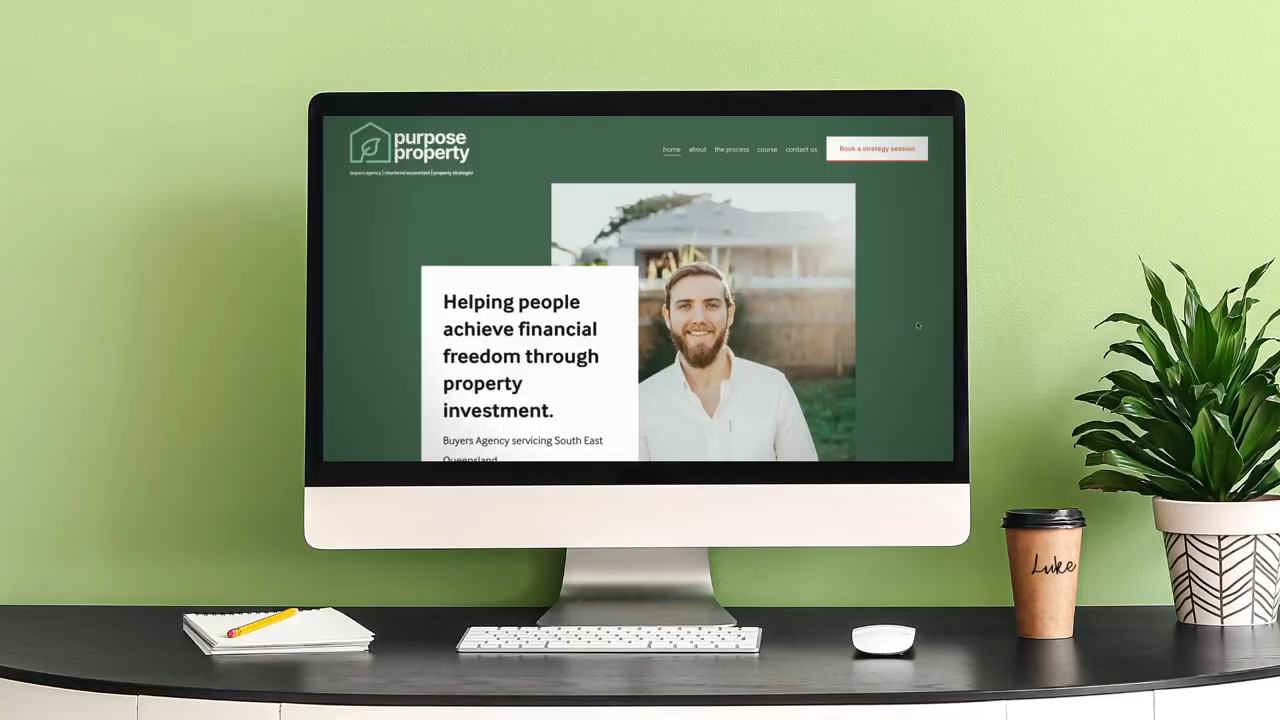 purpose
property
buyers agency | chartered accountant | property strategist
home about the process course contact us Book a strategy session
Helping people
achieve financial
freedom through
property
investment.
Buyers Agency servicing South East
Queensland
Luke